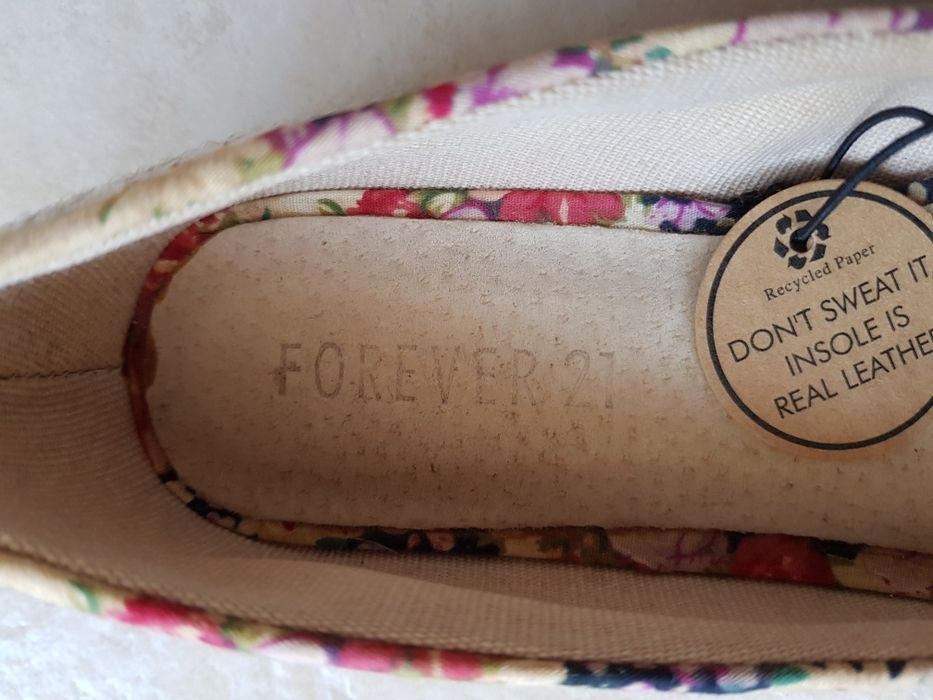 FOREVER 21
Recycled Paper
DON'T SWEAT IT
INSOLE IS
REAL LEATHER